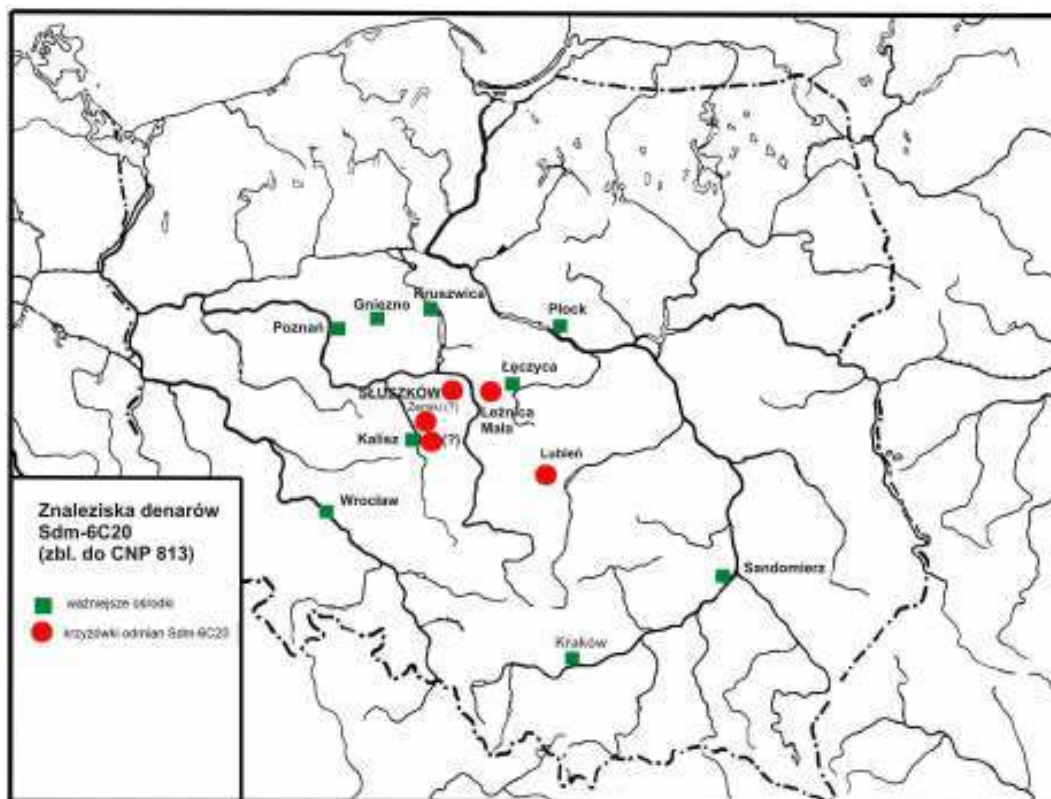 Gniezno
Kruszwica
Poznań
Płock
Łęczyca
SŁUSZKÓW
Leźnica
Mała
Kalisz
(?)
Lubień
Wrocław
Sandomierz
Kraków
Znaleziska denarów
Sdm-6C20
(zbl. do CNP 813)
ważniejsze ośrodki
krzyżówki odmian Sdm-6C20